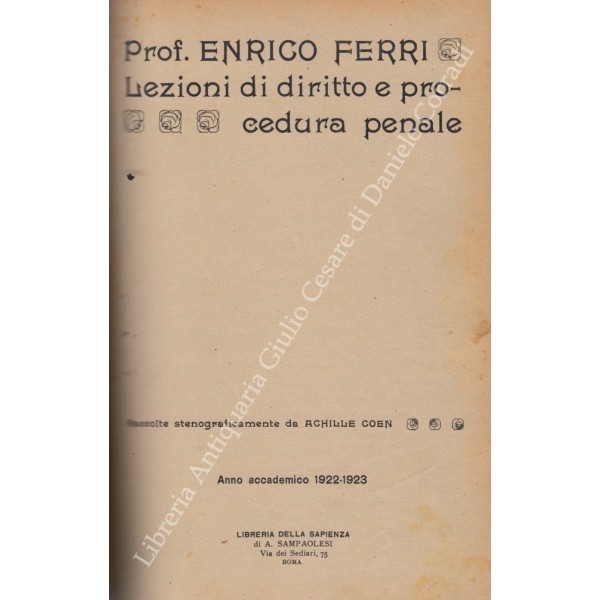 Prof. ENRICO FERRI
Lezioni di diritto e pro-
cedura penale
Raccolte stenograficamente da ACHILLE COEN
Anno accademico 1922-1923
LIBRERIA DELLA SAPIENZA
di A. SAMPAOLESI
Via dei Sediari, 75
ROMA
Libreria Antiquaria Giulio Cesare di Daniele Corradi